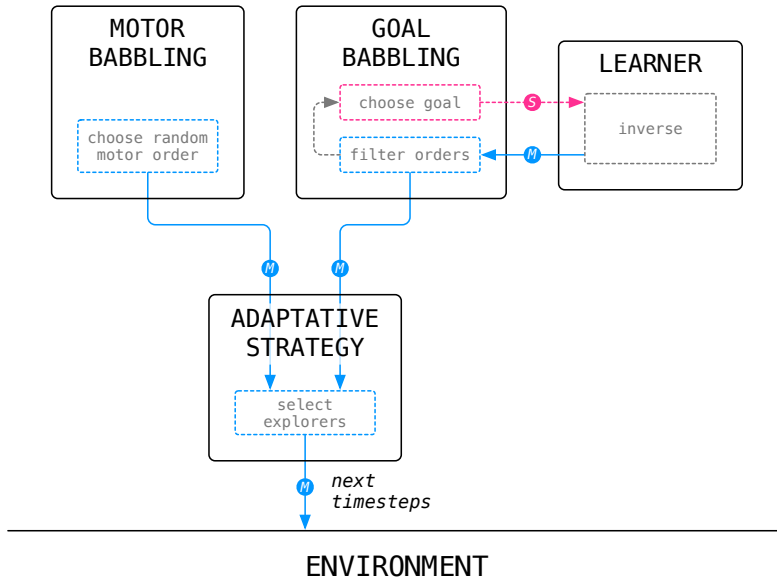 MOTOR
BABBLING
choose random
motor order
GOAL
BABBLING
choose goal
filter orders
S
M
LEARNER
inverse
M
M
ADAPTATIVE
STRATEGY
select
explorers
M
next
timesteps
ENVIRONMENT